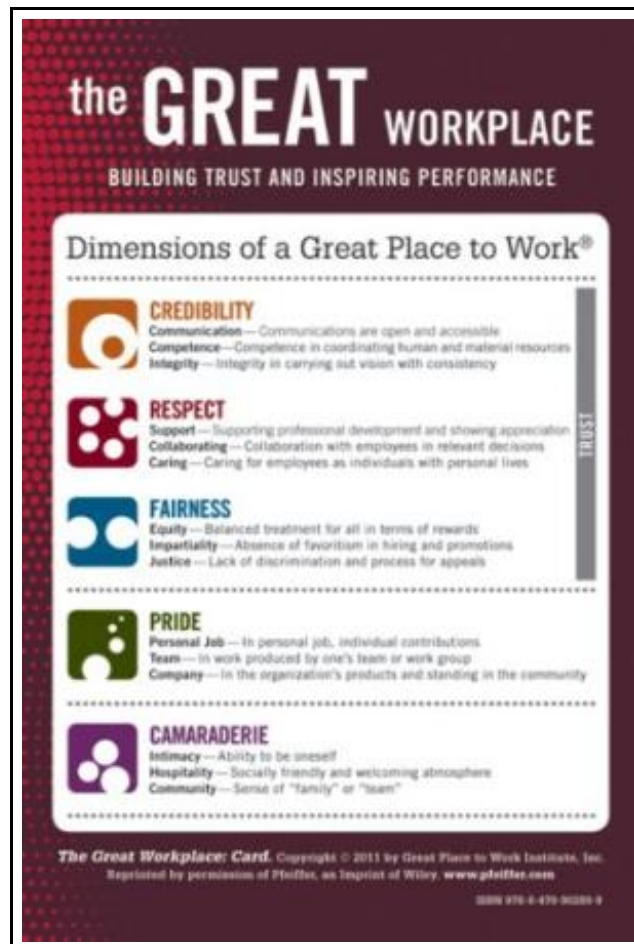 the GREAT WORKPLACE
BUILDING TRUST AND INSPIRING PERFORMANCE
Dimensions of a Great Place to Work®
CREDIBILITY
Communication — Communications are open and accessible
Competence — Competence in coordinating human and material resources
Integrity — Integrity in carrying out vision with consistency
RESPECT
Support — Supporting professional development and showing appreciation
Collaborating — Collaboration with employees in relevant decisions
Caring — Caring for employees as individuals with personal lives
TRUST
FAIRNESS
Equity — Balanced treatment for all in terms of rewards
Impartiality — Absence of favoritism in hiring and promotions
Justice — Lack of discrimination and process for appeals
PRIDE
Personal Job — In personal job, individual contributions
Team — In work produced by one's team or work group
Company — In the organization's products and standing in the community
CAMARADERIE
Intimacy — Ability to be oneself
Hospitality — Socially friendly and welcoming atmosphere
Community — Sense of "family" or "team"
The Great Workplace: Card. Copyright © 2011 by Great Place to Work Institute, Inc.
Reprinted by permission of Pfeiffer, an Imprint of Wiley. www.pfeiffer.com
ISBN